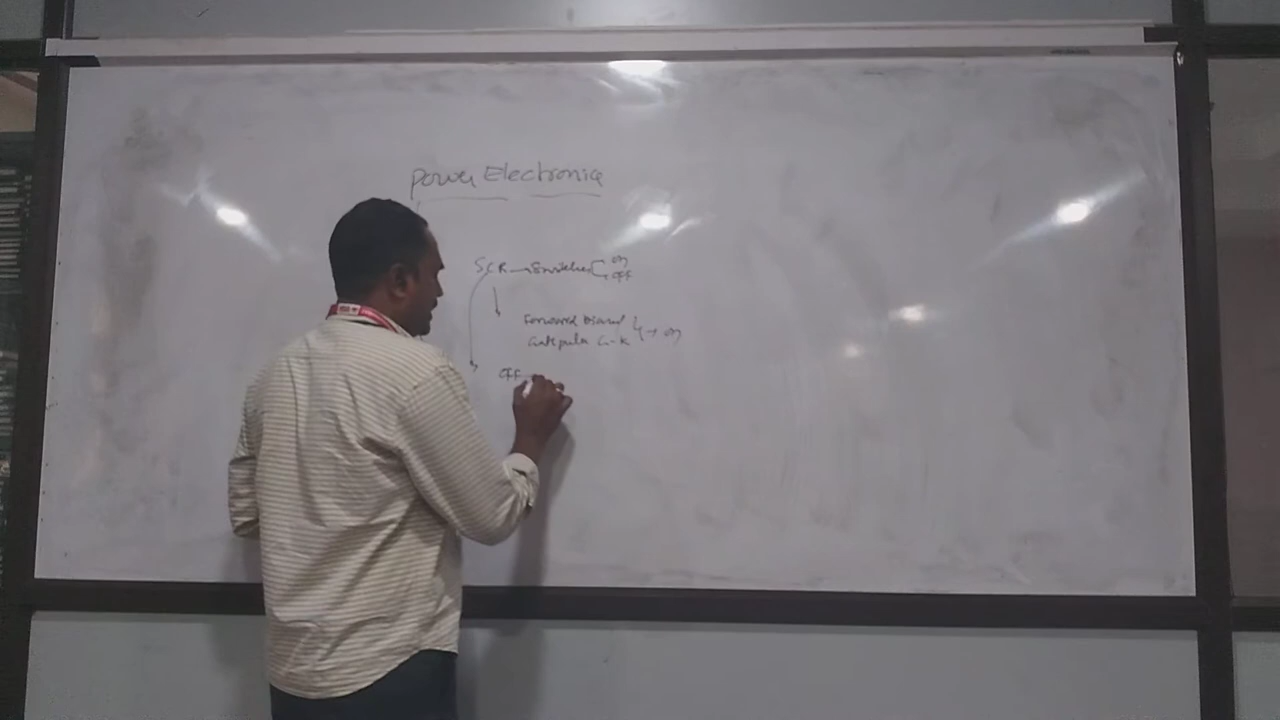 Power Electronics
SCR → Switches on
OFF
Forward biased
Gate pulse G-K → on
OFF →